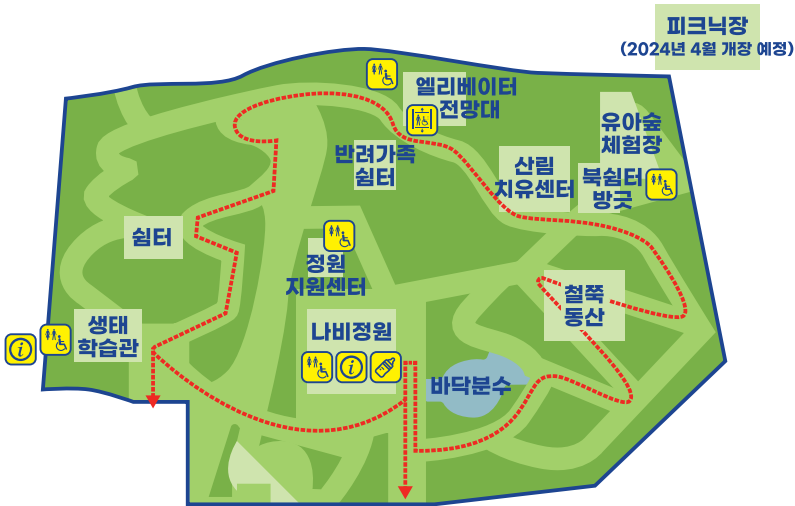 피크닉장
(2024년 4월 개장 예정)
엘리베이터
전망대
유아숲
체험장
반려가족
쉼터
산림
치유센터
북쉼터
방긋
쉼터
정원
지원센터
철쭉
동산
생태
학습관
나비정원
i
i
바닥분수